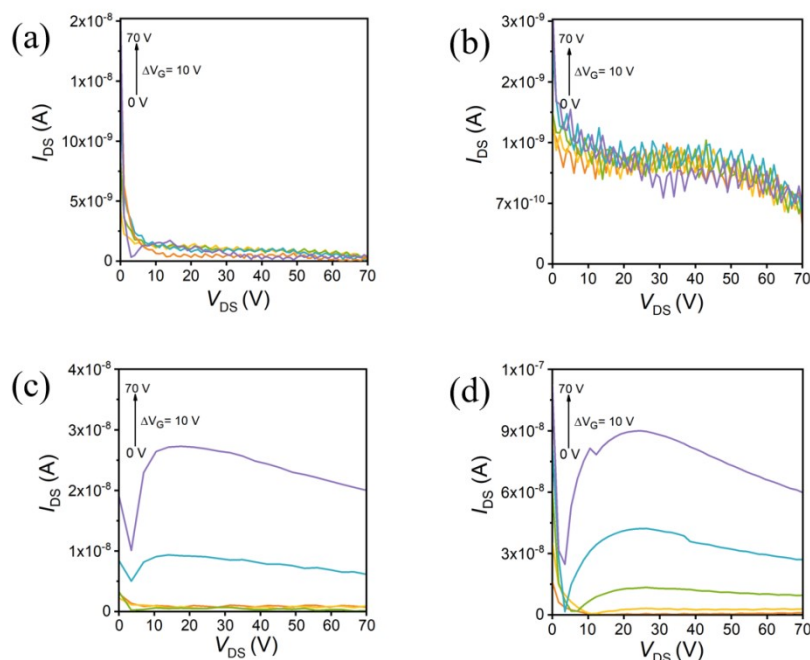 (a)
2x10⁻⁸
10x10⁻⁹
5x10⁻⁹
0
I_DS (A)
70 V
ΔV_G= 10 V
0 V
0 10 20 30 40 50 60 70
V_DS (V)
(b)
3x10⁻⁹
2x10⁻⁹
1x10⁻⁹
7x10⁻¹⁰
0
I_DS (A)
70 V
ΔV_G= 10 V
0 V
0 10 20 30 40 50 60 70
V_DS (V)
(c)
4x10⁻⁸
3x10⁻⁸
2x10⁻⁸
1x10⁻⁸
0
I_DS (A)
70 V
ΔV_G= 10 V
0 V
0 10 20 30 40 50 60 70
V_DS (V)
(d)
1x10⁻⁷
9x10⁻⁸
6x10⁻⁸
3x10⁻⁸
0
I_DS (A)
70 V
ΔV_G= 10 V
0 V
0 10 20 30 40 50 60 70
V_DS (V)